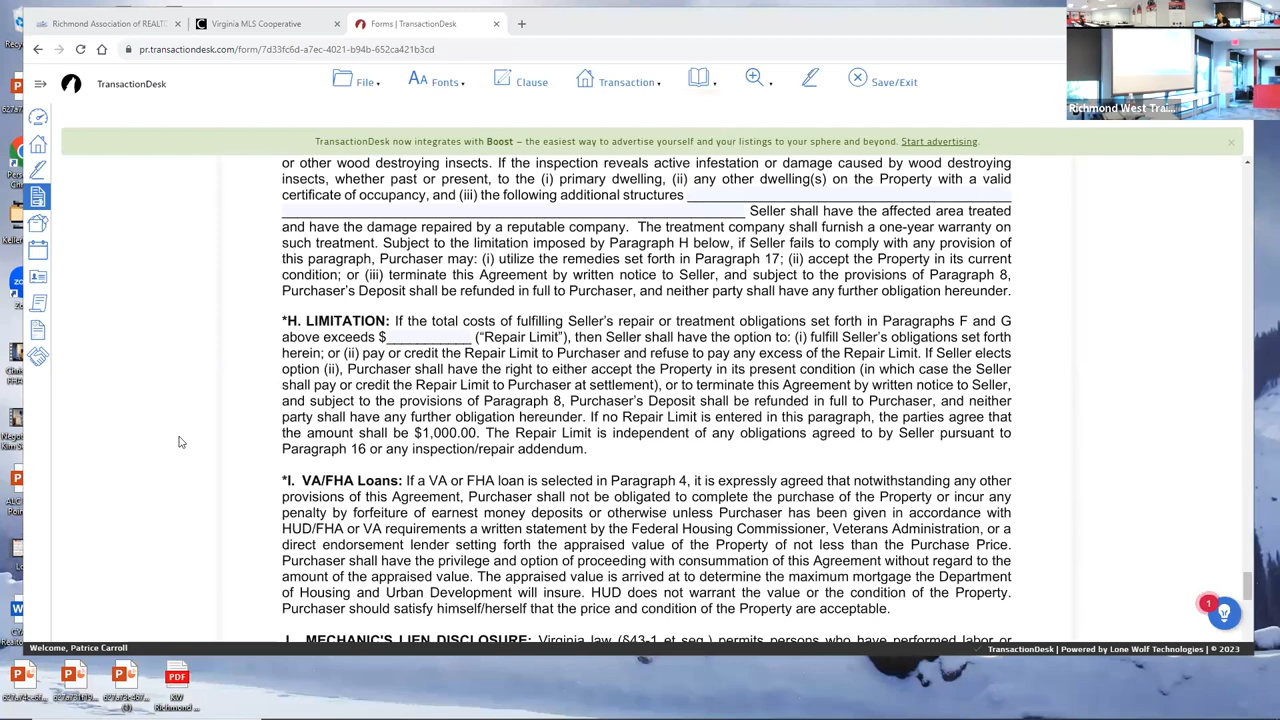 Richmond Association of REALT
Virginia MLS Cooperative
Forms | TransactionDesk
pr.transactiondesk.com/form/7d33fc6d-a7ec-4021-b94b-652ca421b3cd
TransactionDesk
File
Fonts
Clause
Transaction
Save/Exit
Richmond West Trai...
TransactionDesk now integrates with Boost – the easiest way to advertise yourself and your listings to your sphere and beyond. Start advertising.
or other wood destroying insects. If the inspection reveals active infestation or damage caused by wood destroying
insects, whether past or present, to the (i) primary dwelling, (ii) any other dwelling(s) on the Property with a valid
certificate of occupancy, and (iii) the following additional structures
Seller shall have the affected area treated
and have the damage repaired by a reputable company. The treatment company shall furnish a one-year warranty on
such treatment. Subject to the limitation imposed by Paragraph H below, if Seller fails to comply with any provision of
this paragraph, Purchaser may: (i) utilize the remedies set forth in Paragraph 17; (ii) accept the Property in its current
condition; or (iii) terminate this Agreement by written notice to Seller, and subject to the provisions of Paragraph 8,
Purchaser's Deposit shall be refunded in full to Purchaser, and neither party shall have any further obligation hereunder.
*H. LIMITATION: If the total costs of fulfilling Seller's repair or treatment obligations set forth in Paragraphs F and G
above exceeds $ ("Repair Limit"), then Seller shall have the option to: (i) fulfill Seller's obligations set forth
herein; or (ii) pay or credit the Repair Limit to Purchaser and refuse to pay any excess of the Repair Limit. If Seller elects
option (ii), Purchaser shall have the right to either accept the Property in its present condition (in which case the Seller
shall pay or credit the Repair Limit to Purchaser at settlement), or to terminate this Agreement by written notice to Seller,
and subject to the provisions of Paragraph 8, Purchaser's Deposit shall be refunded in full to Purchaser, and neither
party shall have any further obligation hereunder. If no Repair Limit is entered in this paragraph, the parties agree that
the amount shall be $1,000.00. The Repair Limit is independent of any obligations agreed to by Seller pursuant to
Paragraph 16 or any inspection/repair addendum.
*I. VA/FHA Loans: If a VA or FHA loan is selected in Paragraph 4, it is expressly agreed that notwithstanding any other
provisions of this Agreement, Purchaser shall not be obligated to complete the purchase of the Property or incur any
penalty by forfeiture of earnest money deposits or otherwise unless Purchaser has been given in accordance with
HUD/FHA or VA requirements a written statement by the Federal Housing Commissioner, Veterans Administration, or a
direct endorsement lender setting forth the appraised value of the Property of not less than the Purchase Price.
Purchaser shall have the privilege and option of proceeding with consummation of this Agreement without regard to the
amount of the appraised value. The appraised value is arrived at to determine the maximum mortgage the Department
of Housing and Urban Development will insure. HUD does not warrant the value or the condition of the Property.
Purchaser should satisfy himself/herself that the price and condition of the Property are acceptable.
J. MECHANIC'S LIEN DISCLOSURE: Virginia law (§43-1 et seq.) permits persons who have performed labor or
1
Welcome, Patrice Carroll
TransactionDesk | Powered by Lone Wolf Technologies | © 2023
PDF
KW
Richmond ...